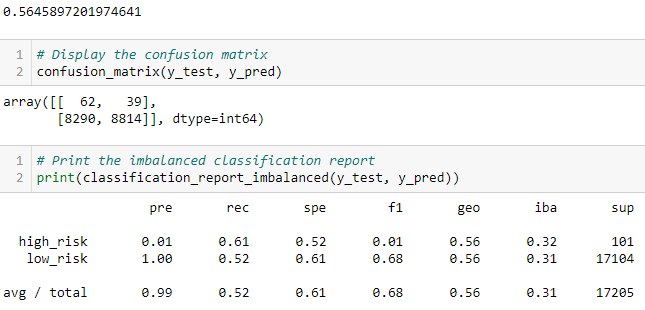 0.5645897201974641
1 # Display the confusion matrix
2 confusion_matrix(y_test, y_pred)
array([[  62,   39],
       [8290, 8814]], dtype=int64)
1 # Print the imbalanced classification report
2 print(classification_report_imbalanced(y_test, y_pred))
pre rec spe f1 geo iba sup
high_risk 0.01 0.61 0.52 0.01 0.56 0.32 101
low_risk 1.00 0.52 0.61 0.68 0.56 0.31 17104
avg / total 0.99 0.52 0.61 0.68 0.56 0.31 17205